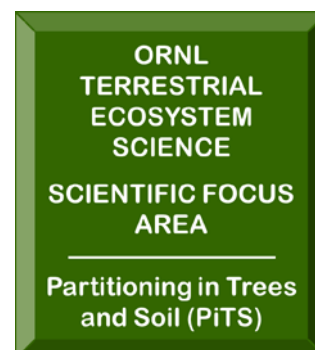 ORNL
TERRESTRIAL
ECOSYSTEM
SCIENCE
SCIENTIFIC FOCUS
AREA
Partitioning in Trees
and Soil (PiTS)